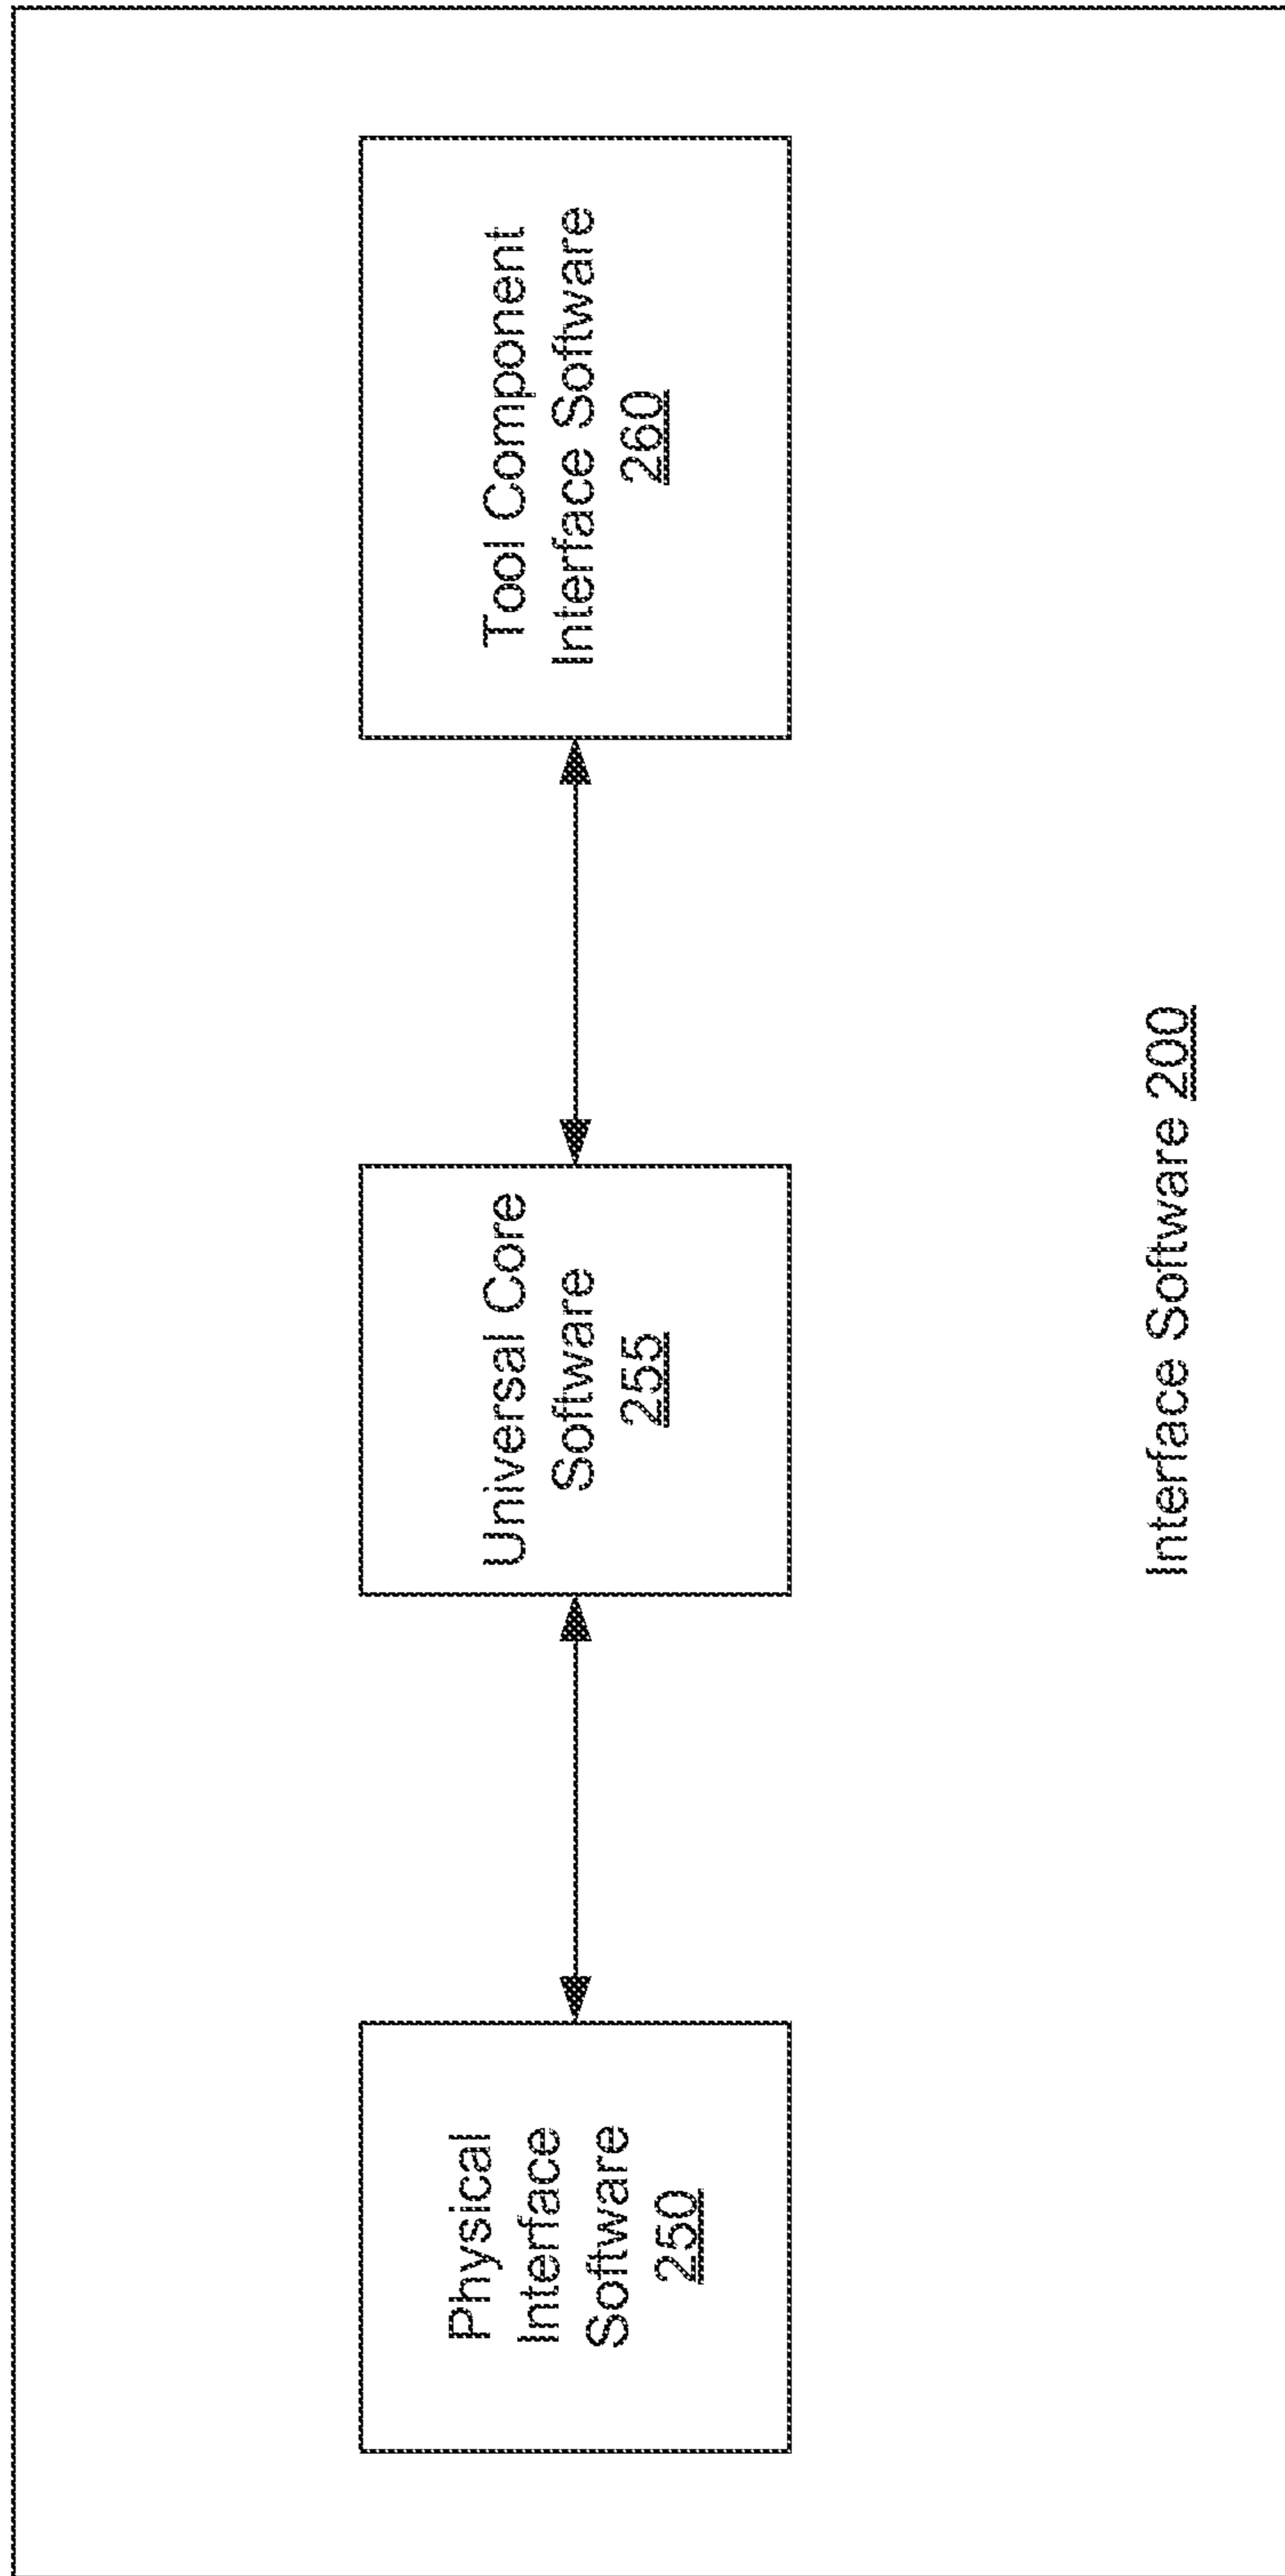 Physical
Interface
Software
250
Universal Core
Software
255
Tool Component
Interface Software
260
Interface Software 200